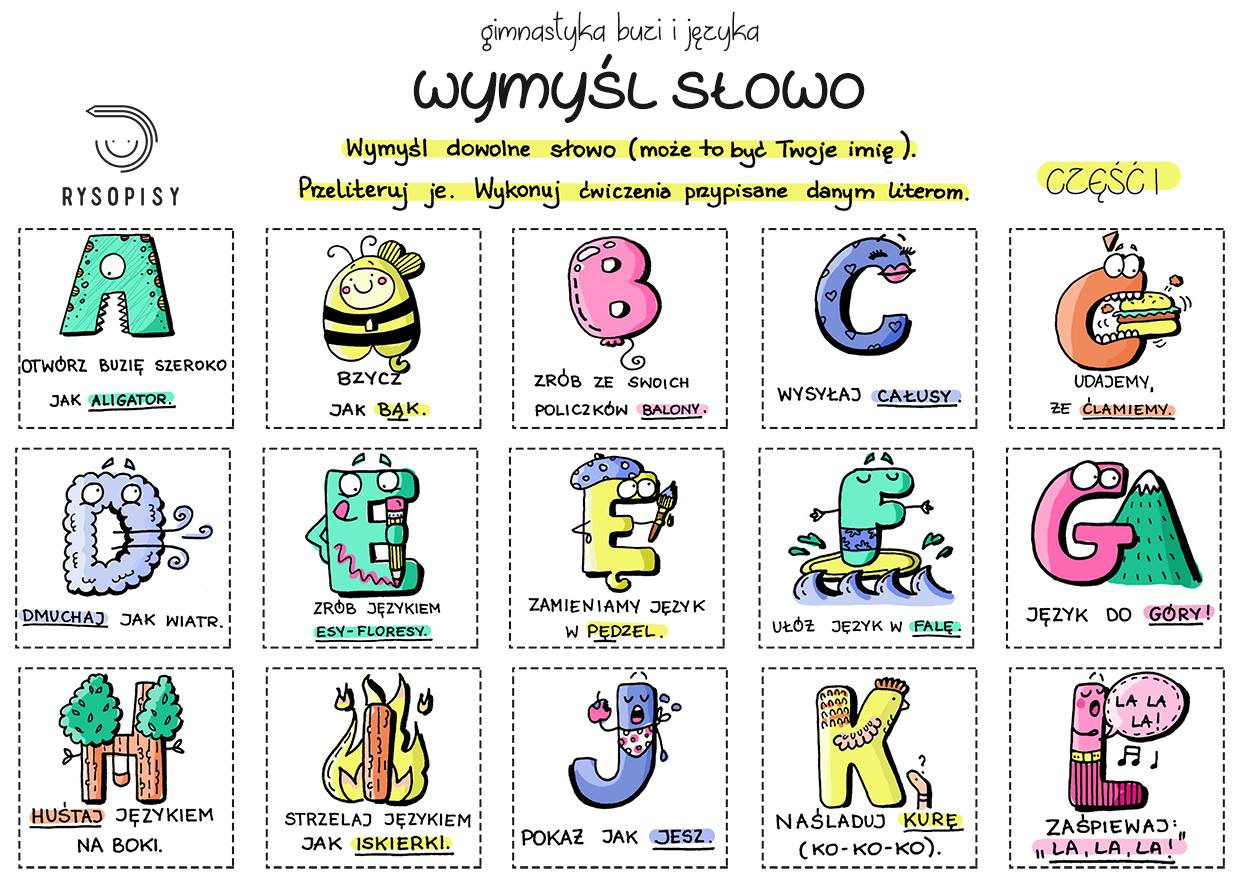 gimnastyka buzi i języka
WYMYŚL SŁOWO
RYSOPISY
Wymyśl dowolne słowo (może to być Twoje imię).
Przeliteruj je. Wykonuj ćwiczenia przypisane danym literom.
CZĘŚĆ I
A
OTWÓRZ BUZIĘ SZEROKO
JAK ALIGATOR.
BZYCZ
JAK BĄK.
B
ZRÓB ZE SWOICH
POLICZKÓW BALONY.
C
WYSYŁAJ CAŁUSY.
Ć
UDAJEMY,
ŻE ĆLAMIEMY.
D
DMUCHAJ JAK WIATR.
E
ZRÓB JĘZYKIEM
ESY-FLORESY.
Ę
ZAMIENIAMY JĘZYK
W PĘDZEL.
F
UŁÓŻ JĘZYK W FALĘ.
G
JĘZYK DO GÓRY!
H
HUŚTAJ JĘZYKIEM
NA BOKI.
I
STRZELAJ JĘZYKIEM
JAK ISKIERKI.
J
POKAŻ JAK JESZ.
K
?
NAŚLADUJ KURĘ
(KO-KO-KO).
L
LA LA
LA!
ZAŚPIEWAJ:
„LA, LA, LA!"